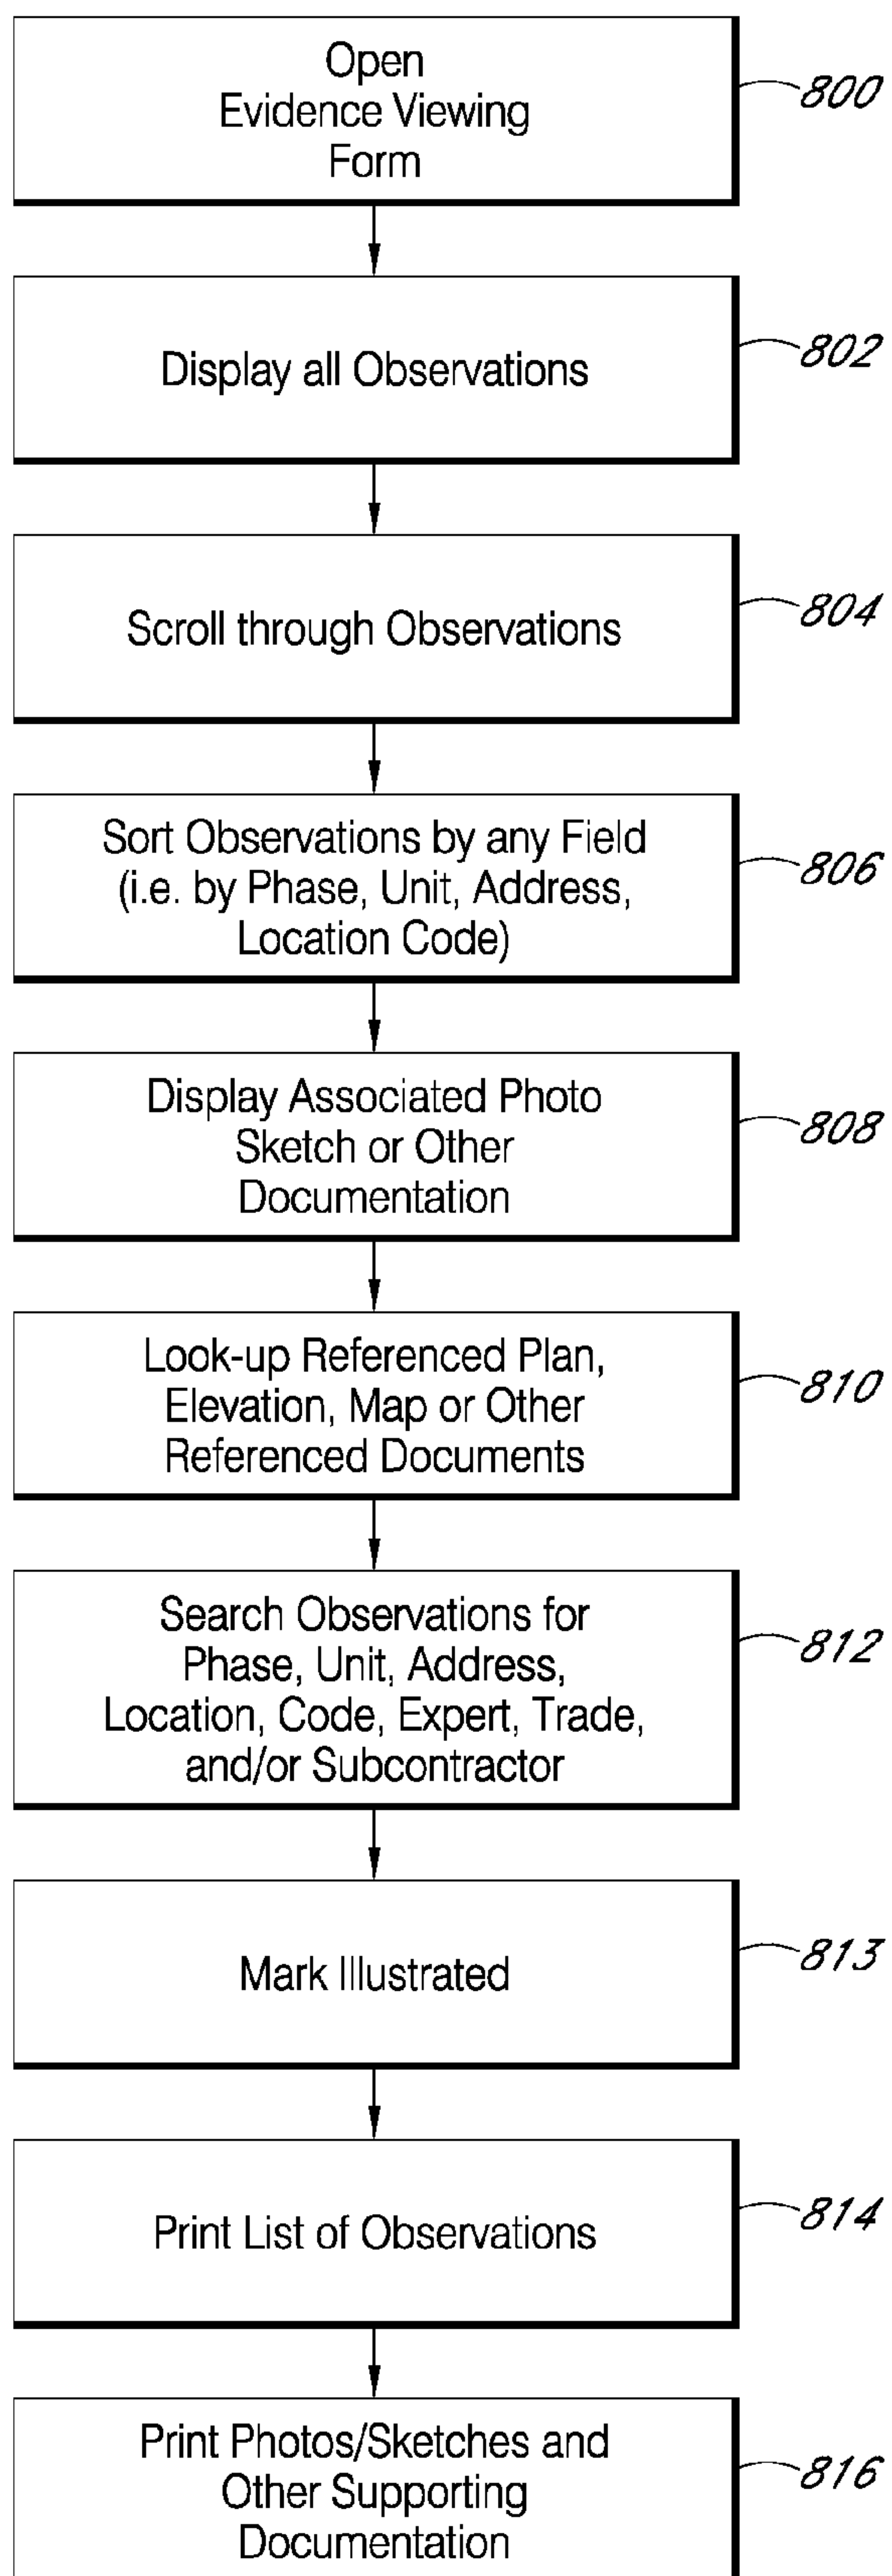 Open
Evidence Viewing
Form
800
Display all Observations
802
Scroll through Observations
804
Sort Observations by any Field
(i.e. by Phase, Unit, Address,
Location Code)
806
Display Associated Photo
Sketch or Other
Documentation
808
Look-up Referenced Plan,
Elevation, Map or Other
Referenced Documents
810
Search Observations for
Phase, Unit, Address,
Location, Code, Expert, Trade,
and/or Subcontractor
812
Mark Illustrated
813
Print List of Observations
814
Print Photos/Sketches and
Other Supporting
Documentation
816